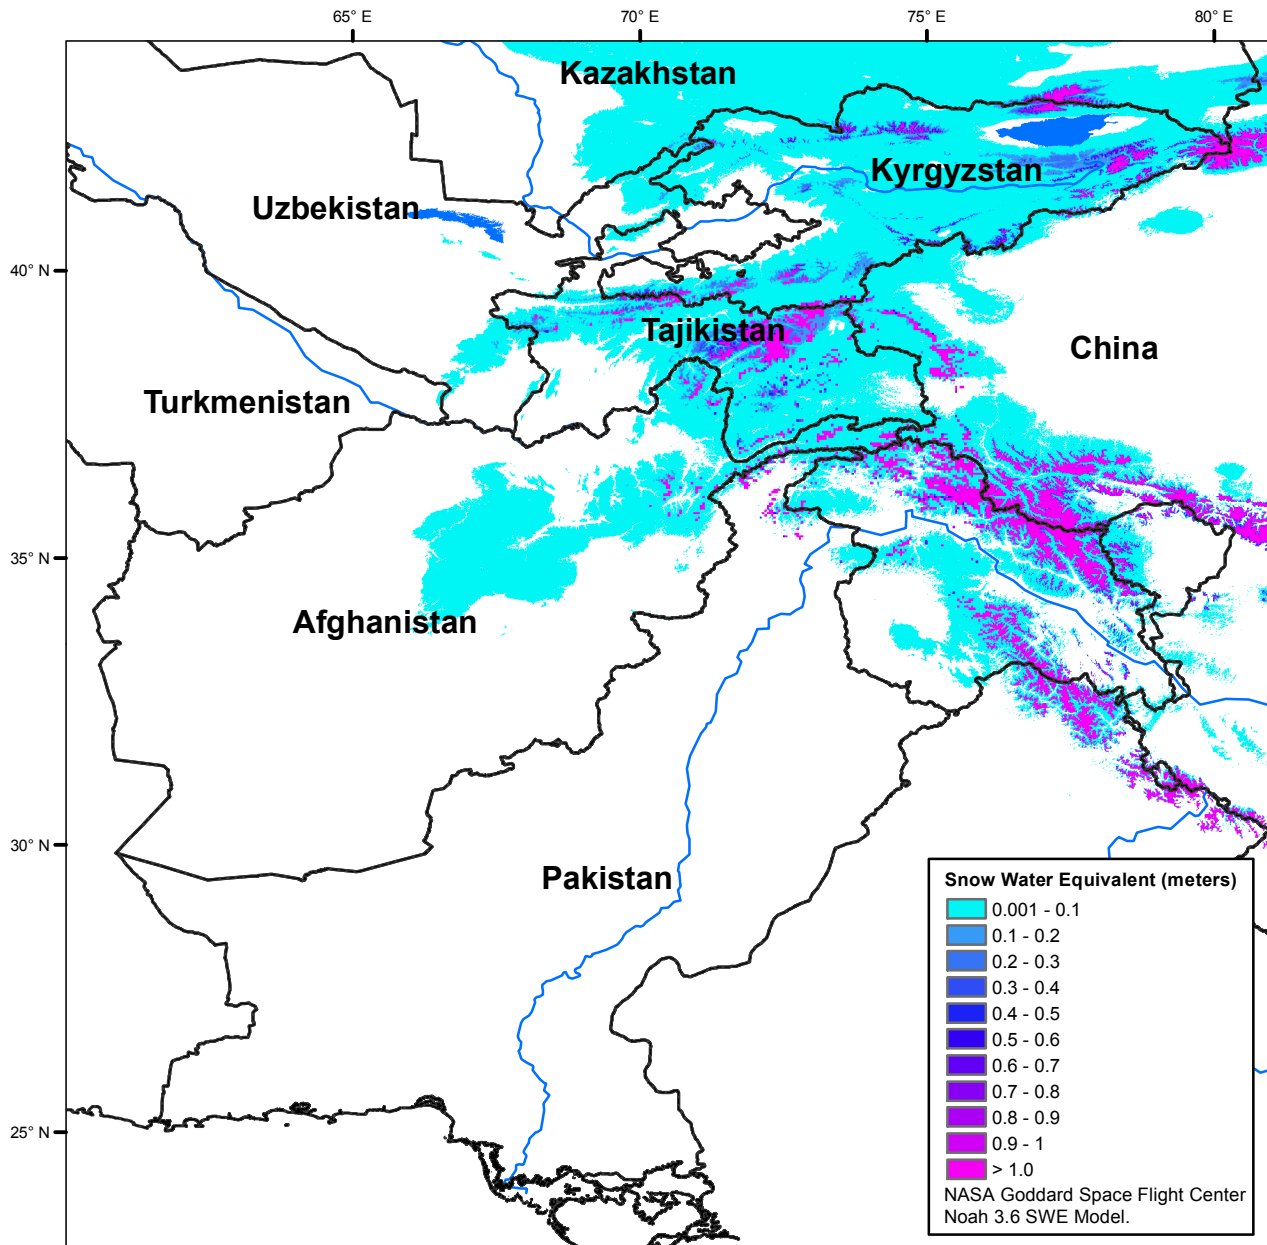 65° E
70° E
75° E
80° E
Kazakhstan
Kyrgyzstan
Uzbekistan
40° N
Tajikistan
China
Turkmenistan
35° N
Afghanistan
30° N
Pakistan
Snow Water Equivalent (meters)
0.001 - 0.1
0.1 - 0.2
0.2 - 0.3
0.3 - 0.4
0.4 - 0.5
0.5 - 0.6
0.6 - 0.7
0.7 - 0.8
0.8 - 0.9
0.9 - 1
> 1.0
NASA Goddard Space Flight Center
Noah 3.6 SWE Model.
25° N